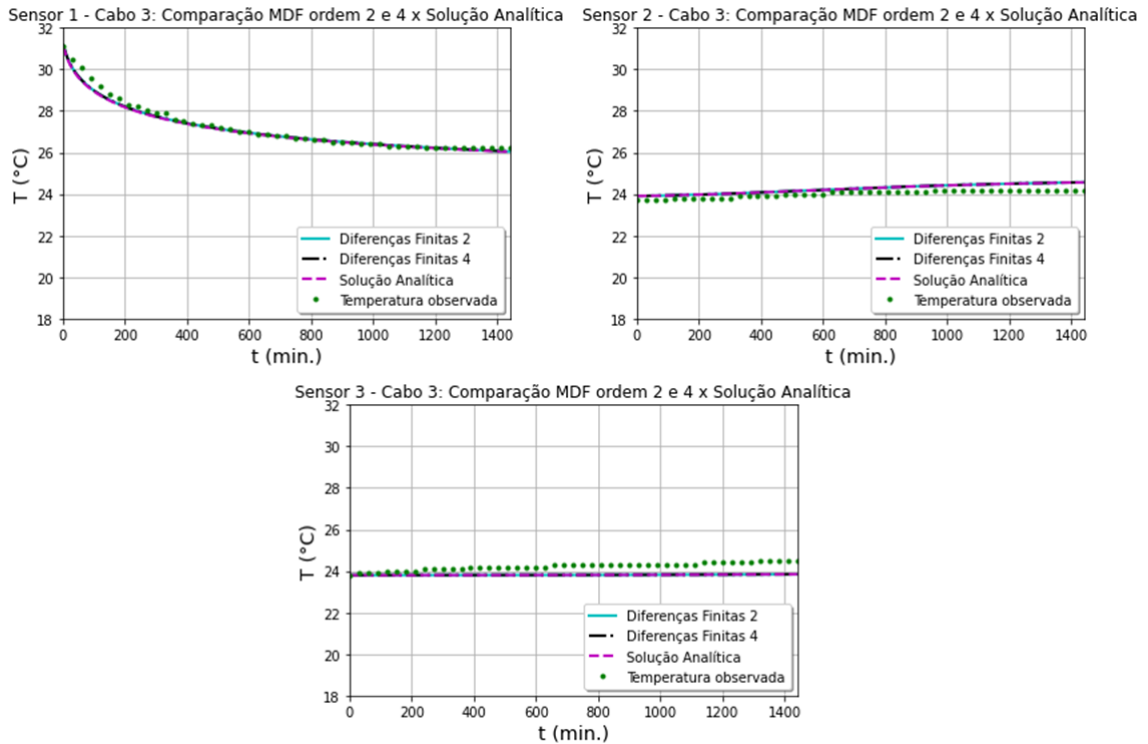 Sensor 1 - Cabo 3: Comparação MDF ordem 2 e 4 x Solução Analítica
32
30
28
26
24
22
20
18
T (°C)
0 200 400 600 800 1000 1200 1400
t (min.)
Diferenças Finitas 2
Diferenças Finitas 4
Solução Analítica
Temperatura observada
Sensor 2 - Cabo 3: Comparação MDF ordem 2 e 4 x Solução Analítica
32
30
28
26
24
22
20
18
T (°C)
0 200 400 600 800 1000 1200 1400
t (min.)
Diferenças Finitas 2
Diferenças Finitas 4
Solução Analítica
Temperatura observada
Sensor 3 - Cabo 3: Comparação MDF ordem 2 e 4 x Solução Analítica
32
30
28
26
24
22
20
18
T (°C)
0 200 400 600 800 1000 1200 1400
t (min.)
Diferenças Finitas 2
Diferenças Finitas 4
Solução Analítica
Temperatura observada